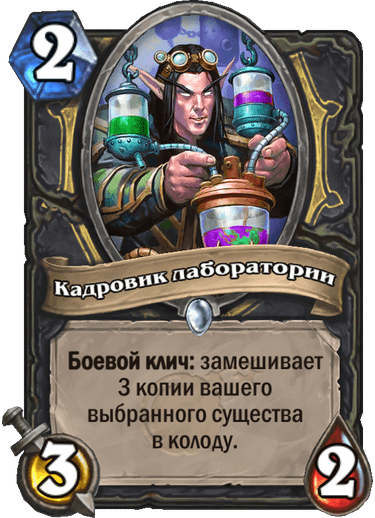 2
Кадровик лаборатории
Боевой клич: замешивает
3 копии вашего
выбранного существа
в колоду.
3
2